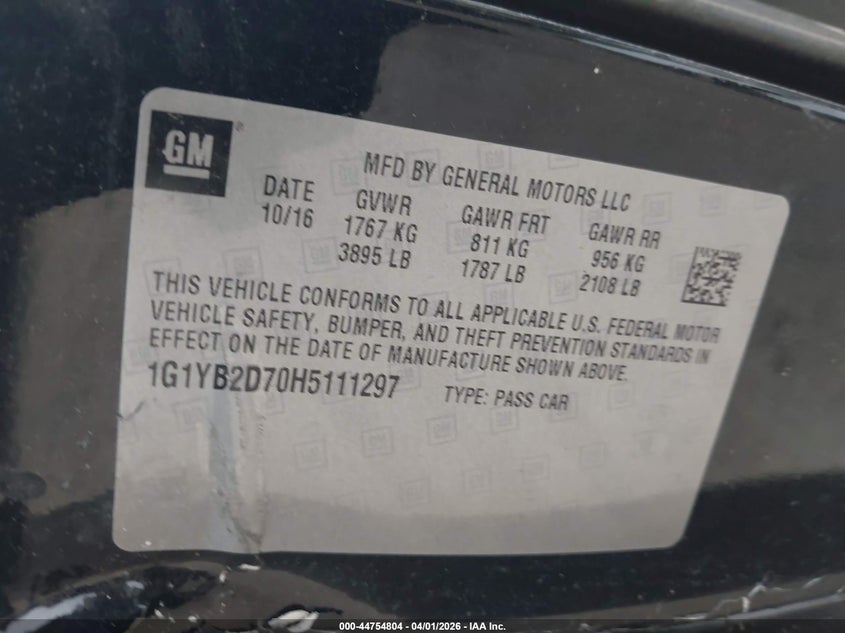 GM
MFD BY GENERAL MOTORS LLC
DATE GVWR GAWR FRT GAWR RR
10/16 1767 KG 811 KG 956 KG
3895 LB 1787 LB 2108 LB
THIS VEHICLE CONFORMS TO ALL APPLICABLE U.S. FEDERAL MOTOR
VEHICLE SAFETY, BUMPER, AND THEFT PREVENTION STANDARDS IN
EFFECT ON THE DATE OF MANUFACTURE SHOWN ABOVE.
1G1YB2D70H5111297 TYPE: PASS CAR
000-44754804 - 04/01/2026 - IAA Inc.